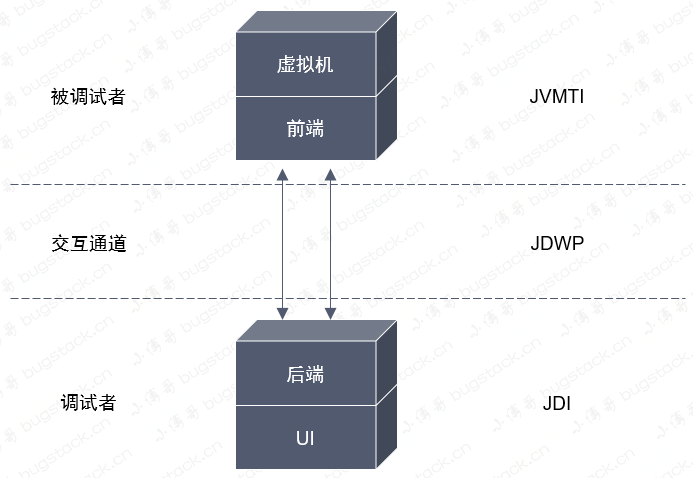 虚拟机
被调试者
JVMTI
前端
交互通道
JDWP
后端
调试者
JDI
UI
小傅哥 bugstack.cn